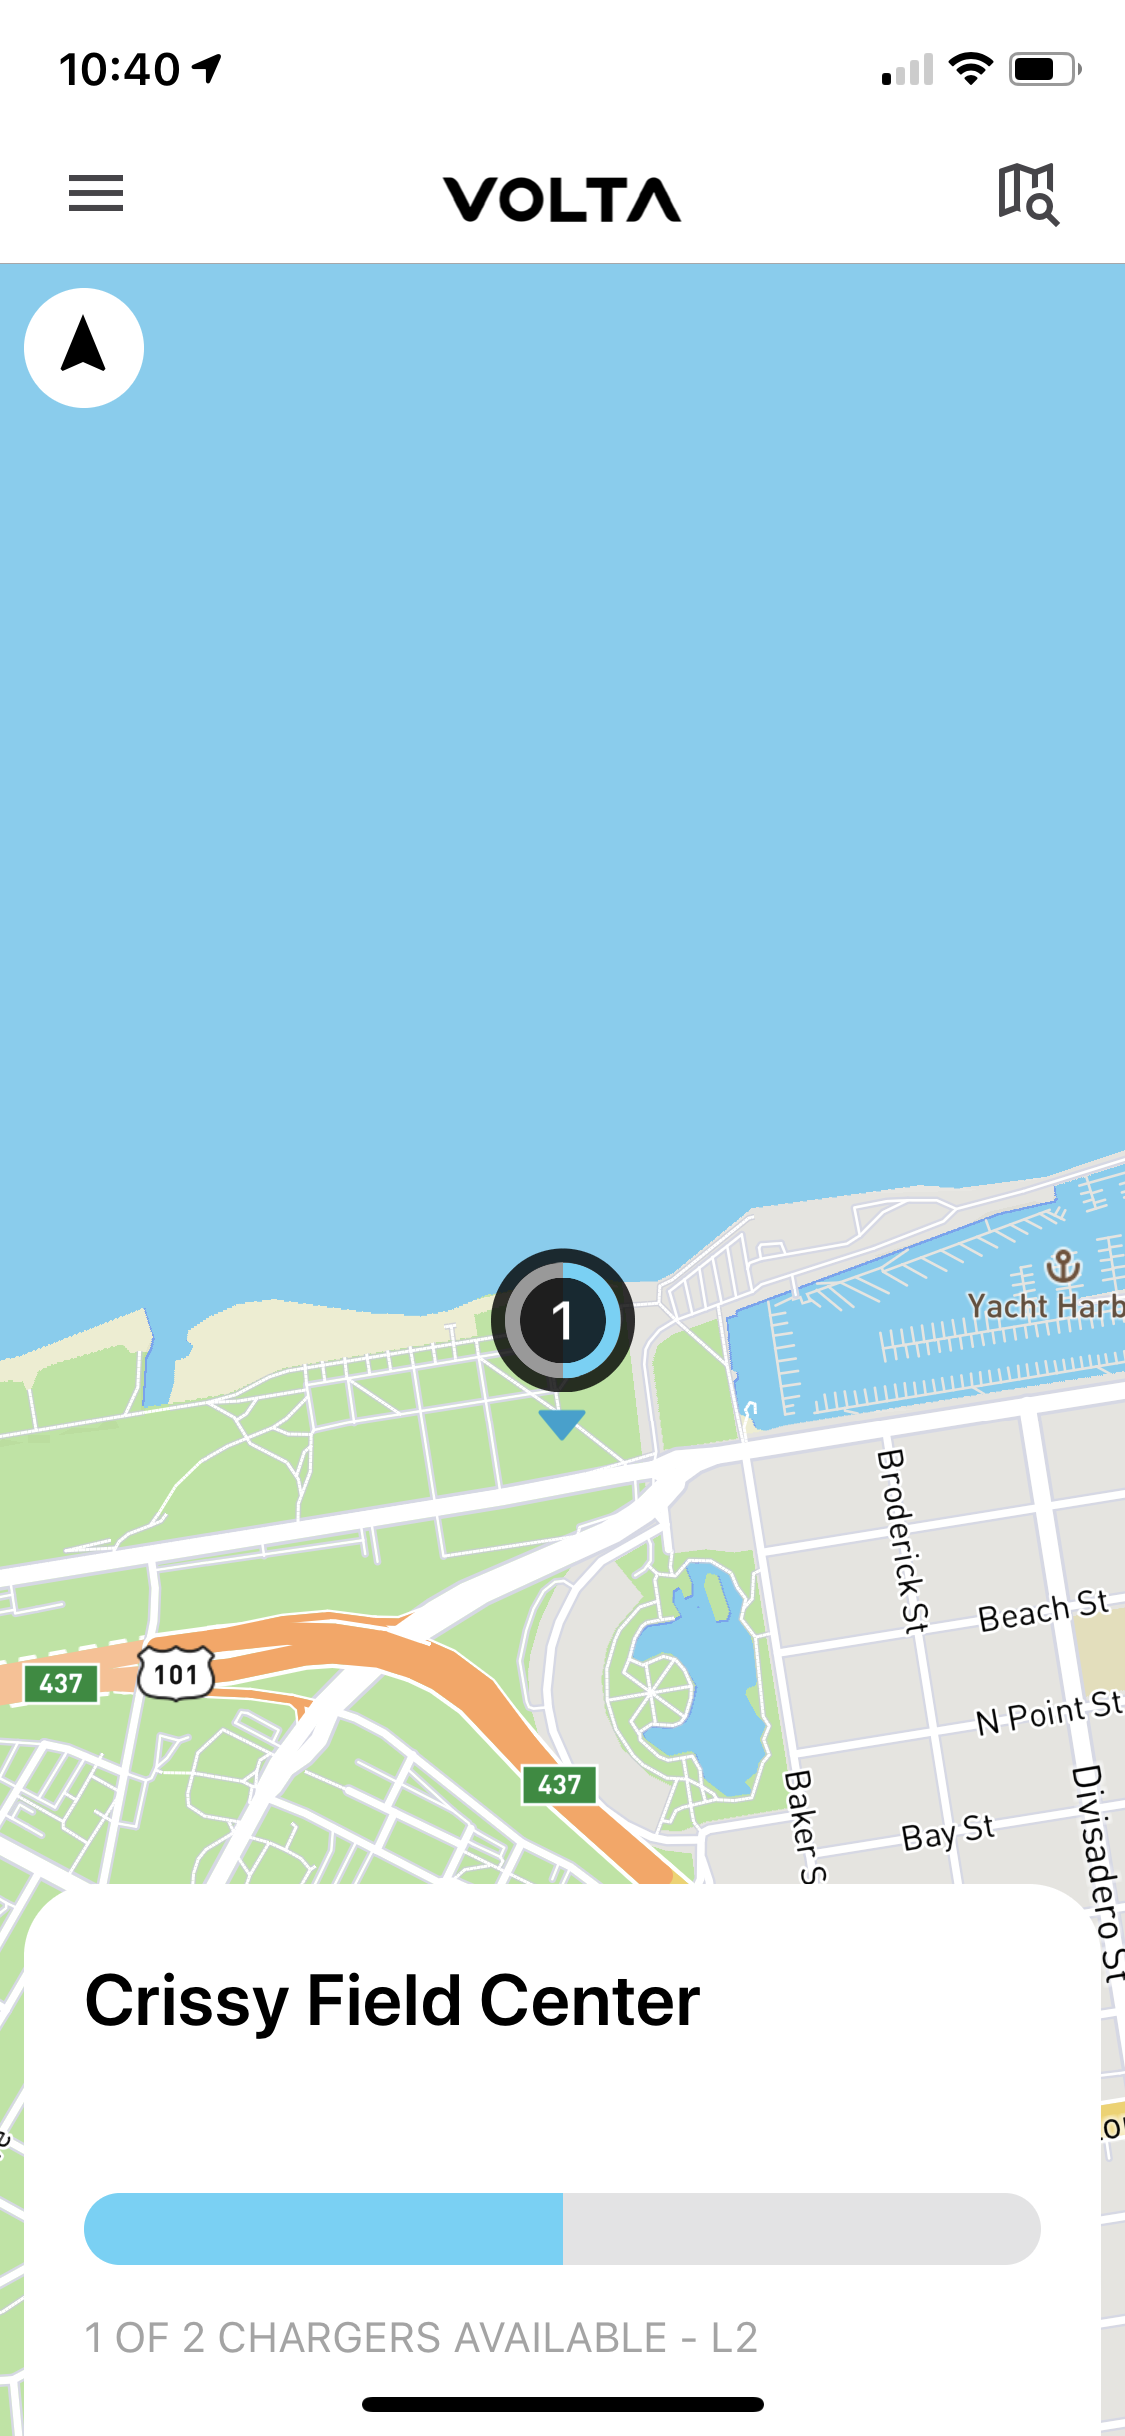 10:40
VOLTA
1
Yacht Harb
Broderick St
Beach St
437
101
N Point St
437
Divisadero St
Baker S
Bay St
Crissy Field Center
1 OF 2 CHARGERS AVAILABLE - L2